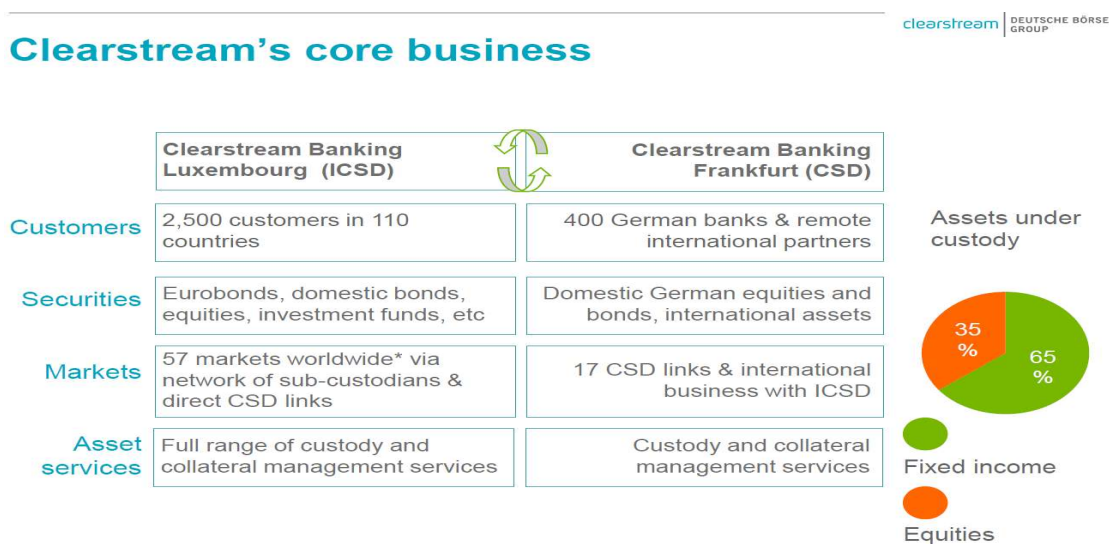 clearstream
DEUTSCHE BÖRSE
GROUP
Clearstream's core business
Clearstream Banking
Luxembourg (ICSD)
Clearstream Banking
Frankfurt (CSD)
Customers
2,500 customers in 110
countries
400 German banks & remote
international partners
Securities
Eurobonds, domestic bonds,
equities, investment funds, etc
Domestic German equities and
bonds, international assets
Markets
57 markets worldwide* via
network of sub-custodians &
direct CSD links
17 CSD links & international
business with ICSD
Asset
services
Full range of custody and
collateral management services
Custody and collateral
management services
Assets under
custody
35
%
65
%
Fixed income
Equities